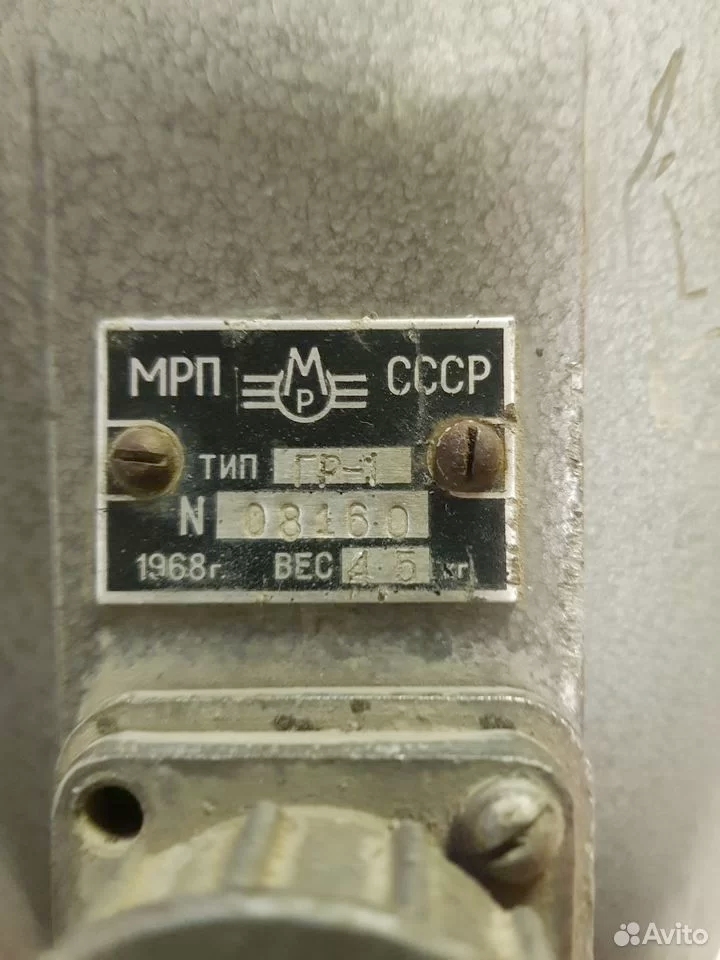 МРП М Р СССР
ТИП ГР-1
N 08160
1968г. ВЕС 4 5 кг
Avito